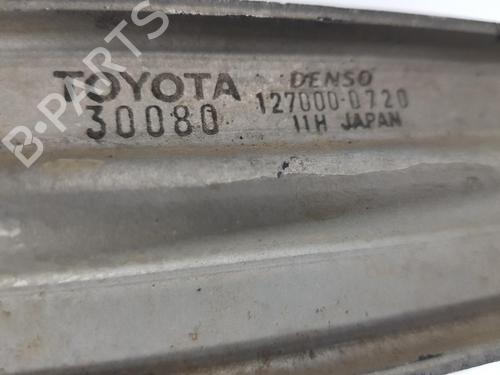 TOYOTA DENSO
30080 127000-0720
11H JAPAN
B-PARTS